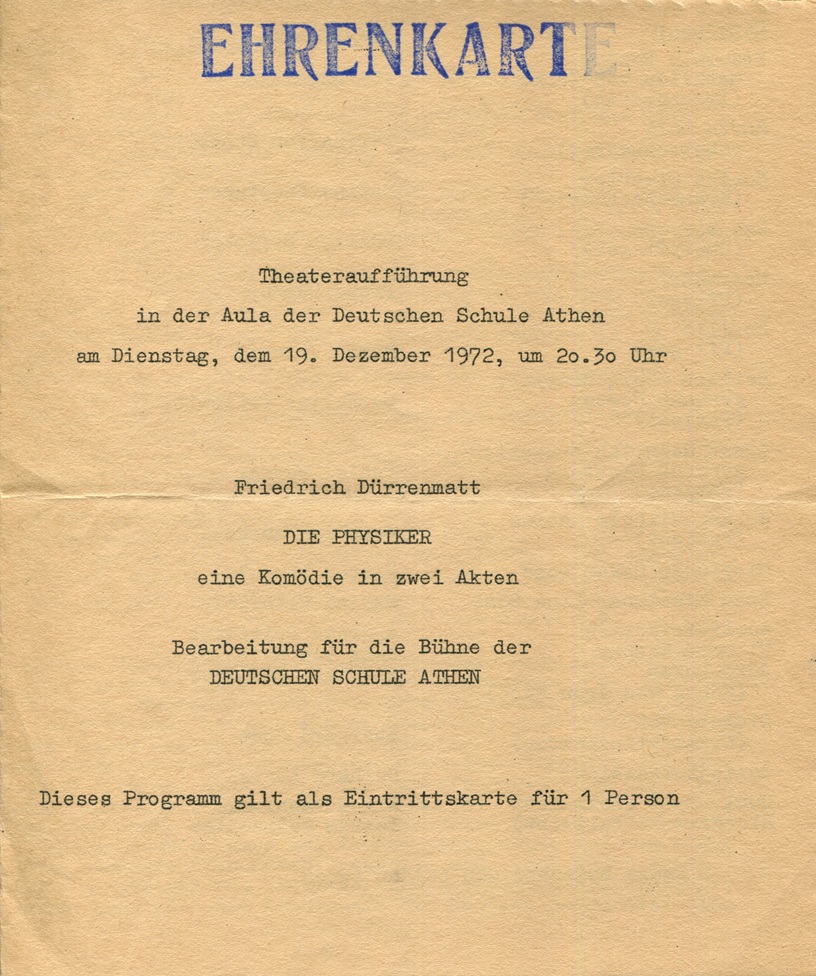 EHRENKARTE
Theateraufführung
in der Aula der Deutschen Schule Athen
am Dienstag, dem 19. Dezember 1972, um 2o.3o Uhr
Friedrich Dürrenmatt
DIE PHYSIKER
eine Komödie in zwei Akten
Bearbeitung für die Bühne der
DEUTSCHEN SCHULE ATHEN
Dieses Programm gilt als Eintrittskarte für 1 Person